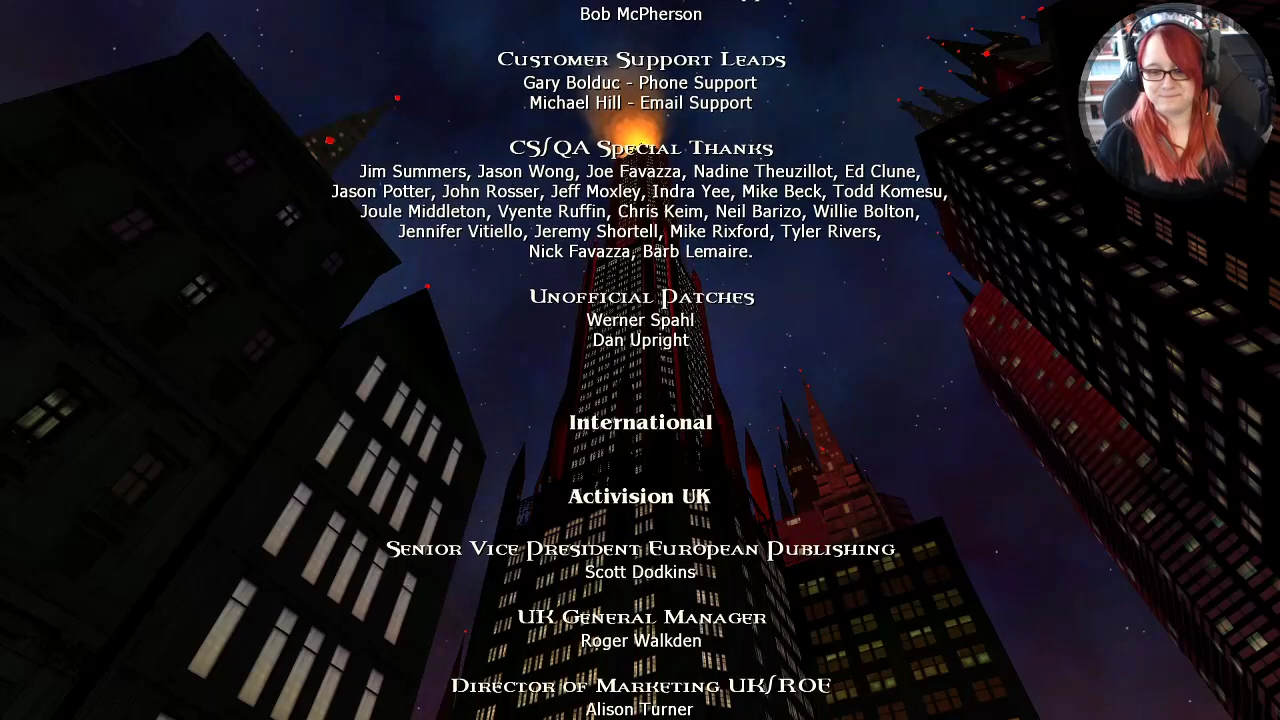 Bob McPherson
Customer Support Leads
Gary Bolduc - Phone Support
Michael Hill - Email Support
CS/QA Special Thanks
Jim Summers, Jason Wong, Joe Favazza, Nadine Theuzillot, Ed Clune,
Jason Potter, John Rosser, Jeff Moxley, Indra Yee, Mike Beck, Todd Komesu,
Joule Middleton, Vyente Ruffin, Chris Keim, Neil Barizo, Willie Bolton,
Jennifer Vitiello, Jeremy Shortell, Mike Rixford, Tyler Rivers,
Nick Favazza, Barb Lemaire.
Unofficial Patches
Werner Spahl
Dan Upright
International
Activision UK
Senior Vice President European Publishing
Scott Dodkins
UK General Manager
Roger Walkden
Director of Marketing UK/ROE
Alison Turner